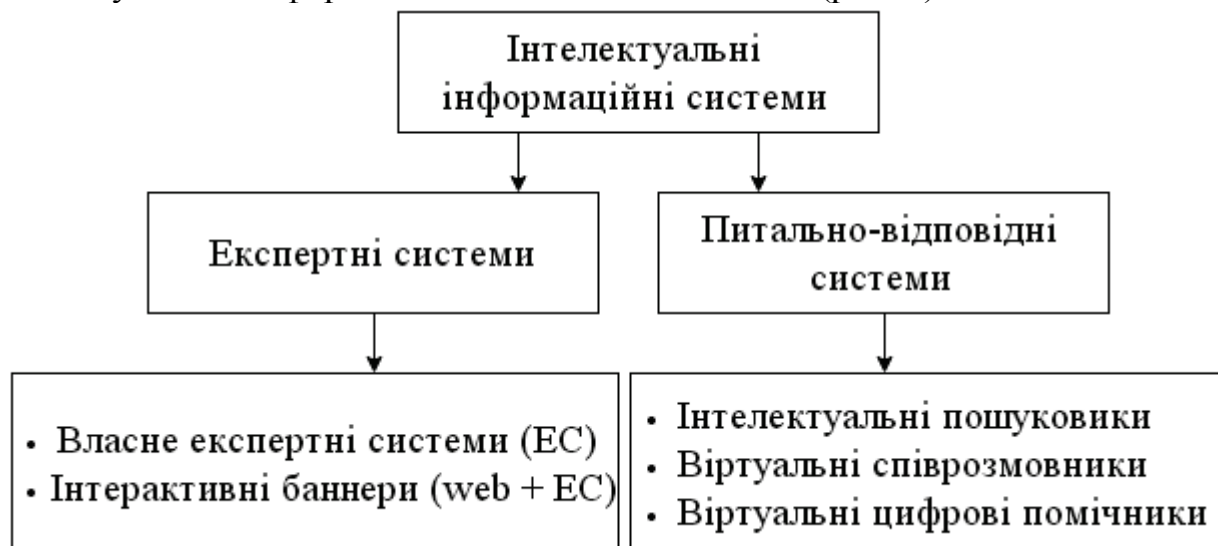 Інтелектуальні
інформаційні системи
Експертні системи
Питально-відповідні
системи
• Власне експертні системи (ЕС)
• Інтерактивні баннери (web + ЕС)
• Інтелектуальні пошуковики
• Віртуальні співрозмовники
• Віртуальні цифрові помічники